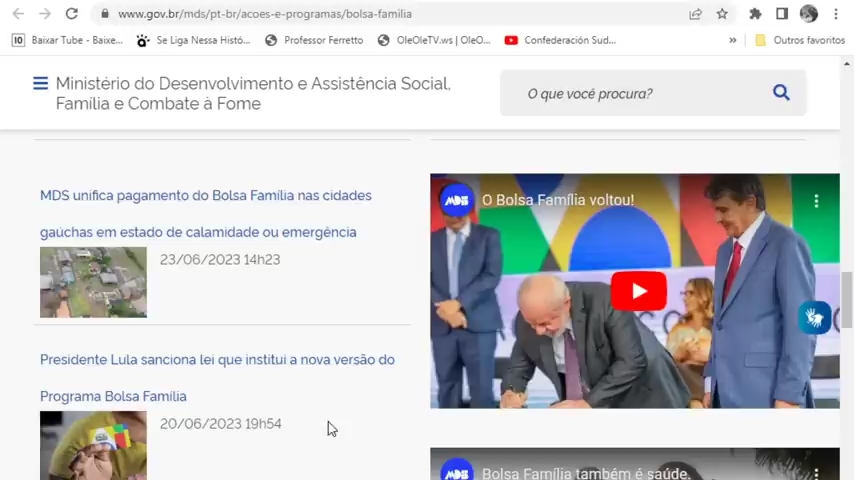 www.gov.br/mds/pt-br/acoes-e-programas/bolsa-familia
Baixar Tube - Baixe...
Se Liga Nessa Histó...
Professor Ferretto
OleOleTV.ws | OleO...
Confederación Sud...
»
Outros favoritos
Ministério do Desenvolvimento e Assistência Social,
Família e Combate à Fome
O que você procura?
MDS unifica pagamento do Bolsa Família nas cidades
gaúchas em estado de calamidade ou emergência
23/06/2023 14h23
Presidente Lula sanciona lei que institui a nova versão do
Programa Bolsa Família
20/06/2023 19h54
MDS O Bolsa Família voltou!
MDS Bolsa Família também é saúde.